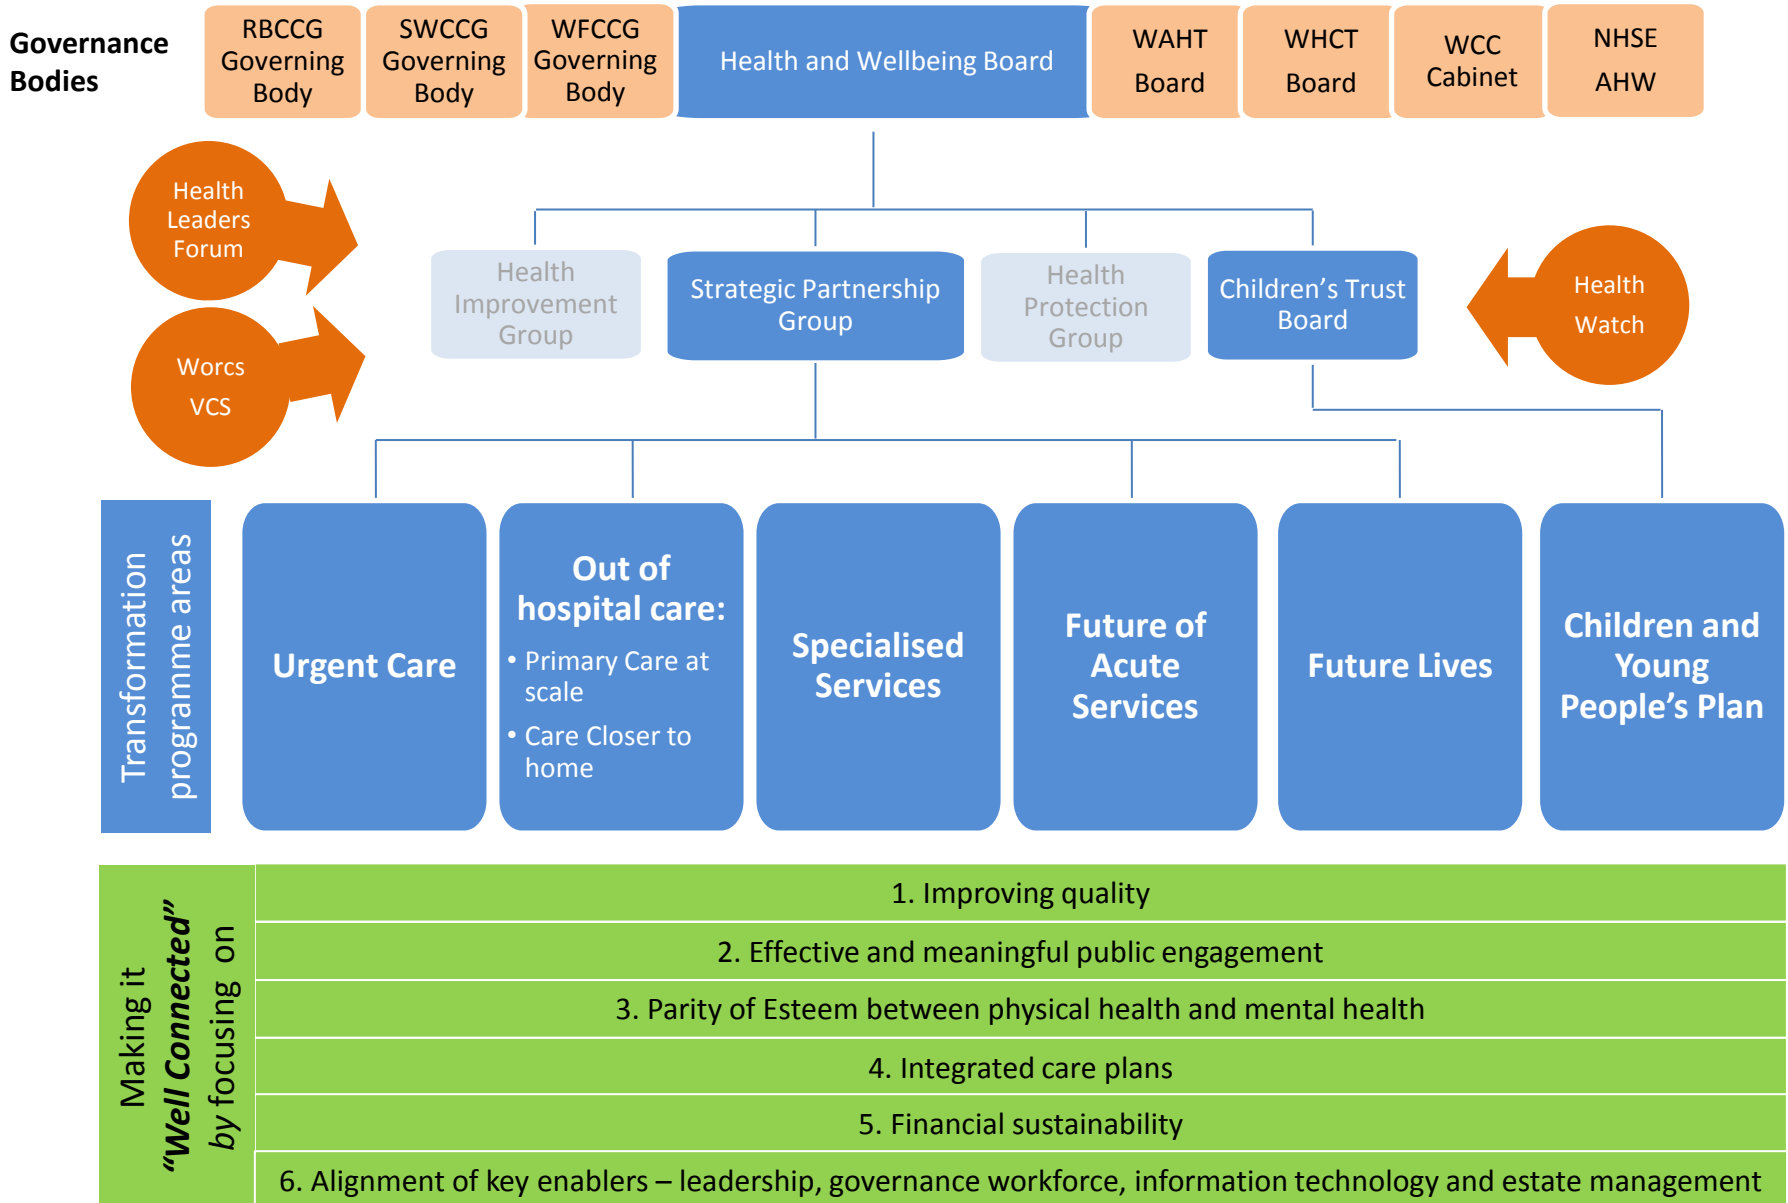 Governance
Bodies
RBCCG
Governing
Body
SWCCG
Governing
Body
WFCCG
Governing
Body
Health and Wellbeing Board
WAHT
Board
WHCT
Board
WCC
Cabinet
NHSE
AHW
Health
Leaders
Forum
Worcs
VCS
Health
Improvement
Group
Strategic Partnership
Group
Health
Protection
Group
Children’s Trust
Board
Health
Watch
Transformation
programme areas
Urgent Care
Out of
hospital care:
• Primary Care at
scale
• Care Closer to
home
Specialised
Services
Future of
Acute
Services
Future Lives
Children and
Young
People’s Plan
Making it
“Well Connected”
by focusing on
1. Improving quality
2. Effective and meaningful public engagement
3. Parity of Esteem between physical health and mental health
4. Integrated care plans
5. Financial sustainability
6. Alignment of key enablers – leadership, governance workforce, information technology and estate management